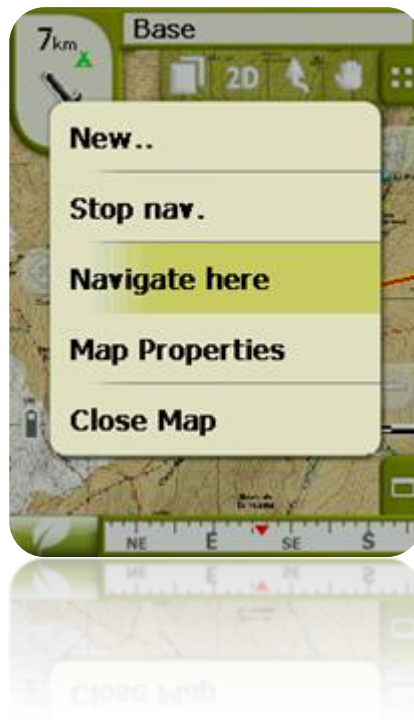 7km
Base
2D
New..
Stop nav.
Navigate here
Map Properties
Close Map
NE E SE S